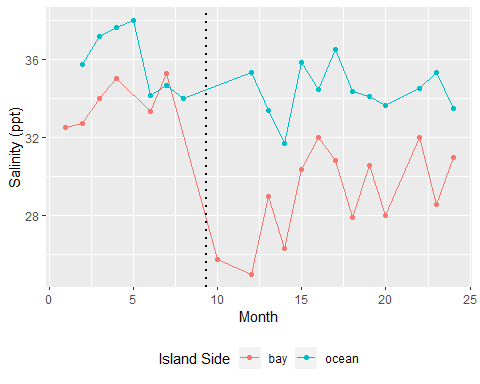 36
32
28
Salinity (ppt)
0 5 10 15 20 25
Month
Island Side bay ocean